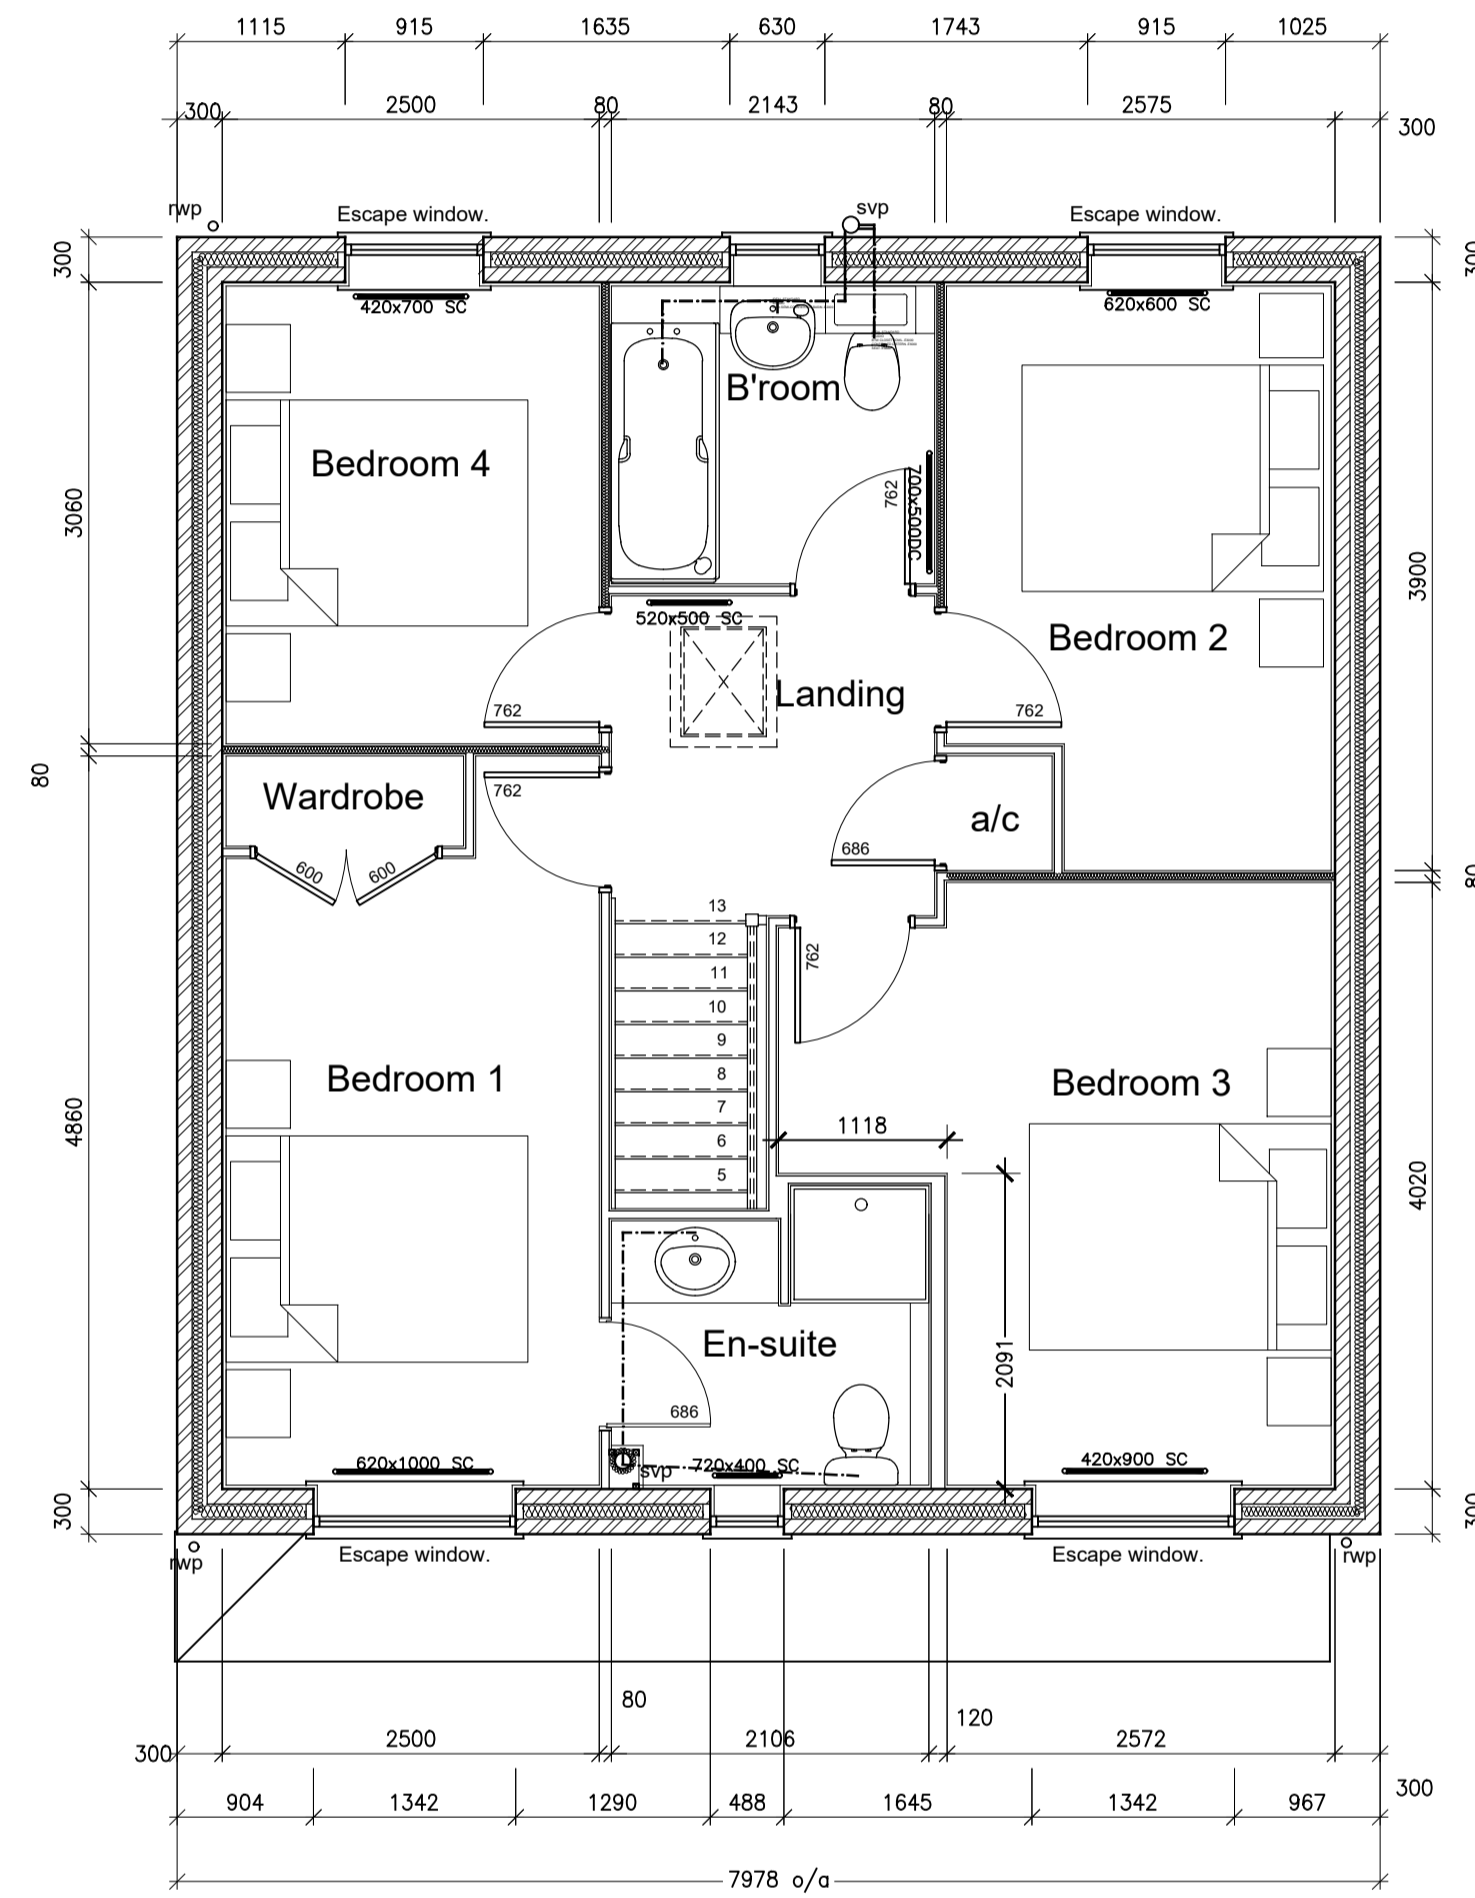 1115 915 1635 630 1743 915 1025
300 2500 80 2143 80 2575 300
rwp Escape window. svp Escape window.
300 300
420x700 SC 620x600 SC
B'room
Bedroom 4
762 700x500DC
3060 3900
520x500 SC
Bedroom 2
Landing
762 762
80
762
Wardrobe
a/c
686
600 600
80
13
12
762
11
10
9
8
7
6
5
Bedroom 1
Bedroom 3
1118
4860 4020
En-suite
2091
686
620x1000 SC svp 720x400 SC 420x900 SC
300 300
rwp Escape window. Escape window. rwp
80
120
300 2500 2106 2572 300
904 1342 1290 488 1645 1342 967
7978 o/a